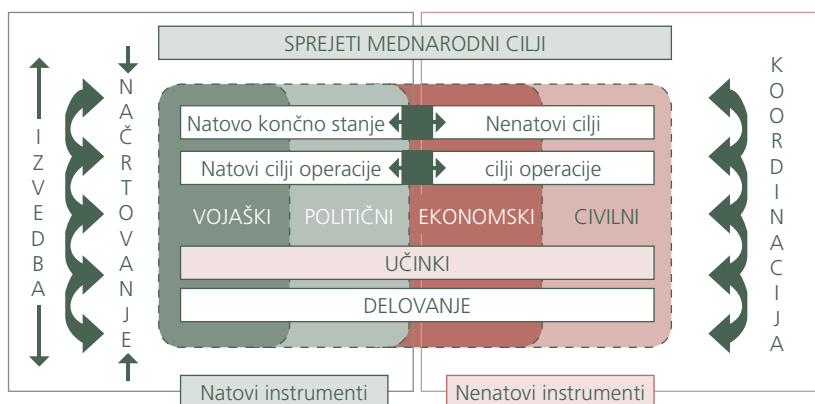 SPREJETI MEDNARODNI CILJI
IZVEDBA
NAČRTOVANJE
Natovo končno stanje
Nenatovi cilji
Natovi cilji operacije
cilji operacije
VOJAŠKI
POLITIČNI
EKONOMSKI
CIVILNI
UČINKI
DELOVANJE
KOORDINACIJA
Natovi instrumenti
Nenatovi instrumenti